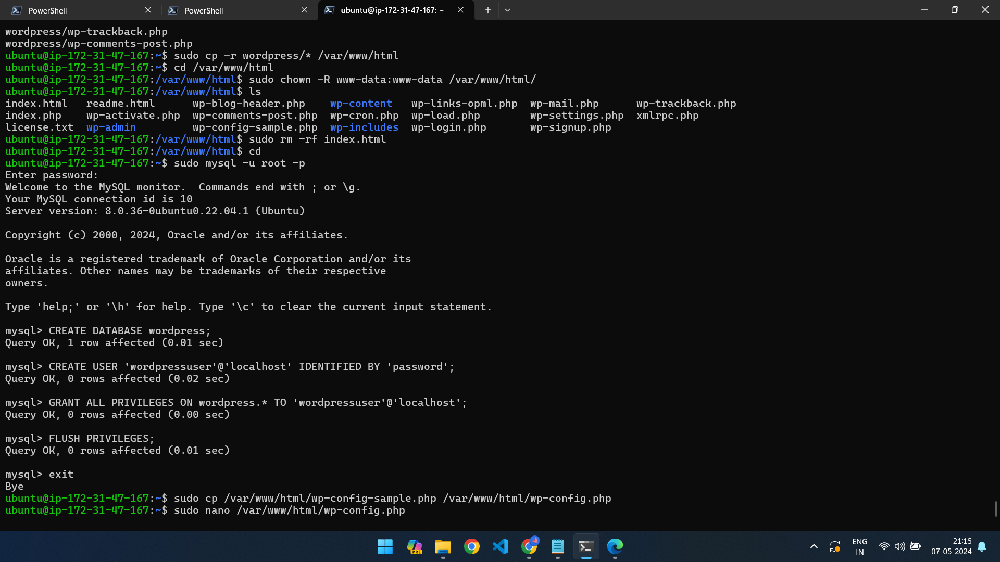 PowerShell
PowerShell
ubuntu@ip-172-31-47-167: ~
wordpress/wp-trackback.php
wordpress/wp-comments-post.php
ubuntu@ip-172-31-47-167:~$ sudo cp -r wordpress/* /var/www/html
ubuntu@ip-172-31-47-167:~$ cd /var/www/html
ubuntu@ip-172-31-47-167:/var/www/html$ sudo chown -R www-data:www-data /var/www/html/
ubuntu@ip-172-31-47-167:/var/www/html$ ls
index.html   readme.html      wp-blog-header.php    wp-content   wp-links-opml.php  wp-mail.php      wp-trackback.php
index.php    wp-activate.php  wp-comments-post.php  wp-cron.php  wp-load.php        wp-settings.php  xmlrpc.php
license.txt  wp-admin         wp-config-sample.php  wp-includes  wp-login.php       wp-signup.php
ubuntu@ip-172-31-47-167:/var/www/html$ sudo rm -rf index.html
ubuntu@ip-172-31-47-167:/var/www/html$ cd
ubuntu@ip-172-31-47-167:~$ sudo mysql -u root -p
Enter password:
Welcome to the MySQL monitor.  Commands end with ; or \g.
Your MySQL connection id is 10
Server version: 8.0.36-0ubuntu0.22.04.1 (Ubuntu)
Copyright (c) 2000, 2024, Oracle and/or its affiliates.
Oracle is a registered trademark of Oracle Corporation and/or its
affiliates. Other names may be trademarks of their respective
owners.
Type 'help;' or '\h' for help. Type '\c' to clear the current input statement.
mysql> CREATE DATABASE wordpress;
Query OK, 1 row affected (0.01 sec)
mysql> CREATE USER 'wordpressuser'@'localhost' IDENTIFIED BY 'password';
Query OK, 0 rows affected (0.02 sec)
mysql> GRANT ALL PRIVILEGES ON wordpress.* TO 'wordpressuser'@'localhost';
Query OK, 0 rows affected (0.00 sec)
mysql> FLUSH PRIVILEGES;
Query OK, 0 rows affected (0.01 sec)
mysql> exit
Bye
ubuntu@ip-172-31-47-167:~$ sudo cp /var/www/html/wp-config-sample.php /var/www/html/wp-config.php
ubuntu@ip-172-31-47-167:~$ sudo nano /var/www/html/wp-config.php
PRE
ENG
IN
21:15
07-05-2024